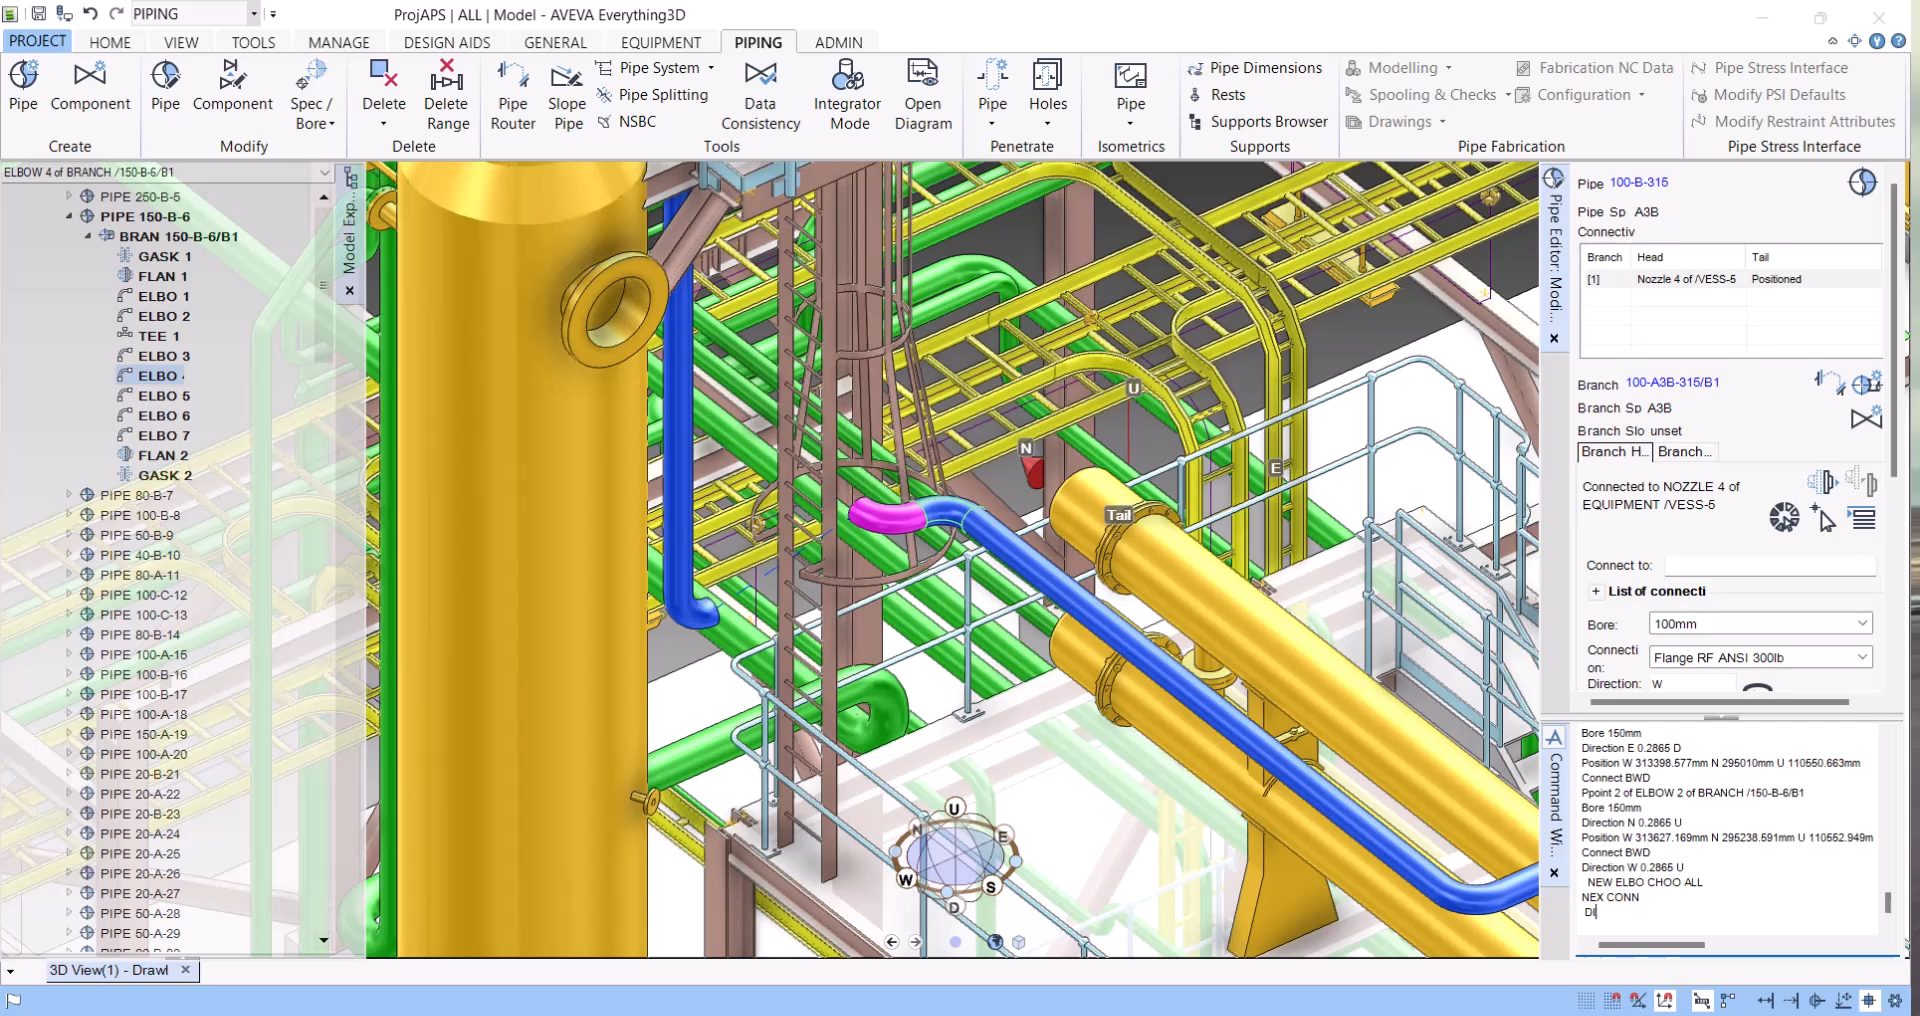 PIPING
ProjAPS | ALL | Model - AVEVA Everything3D
PROJECT
HOME
VIEW
TOOLS
MANAGE
DESIGN AIDS
GENERAL
EQUIPMENT
PIPING
ADMIN
Pipe
Component
Create
Pipe
Component
Spec /
Bore
Modify
Delete
Delete
Range
Delete
Pipe
Router
Slope
Pipe
Pipe System
Pipe Splitting
NSBC
Data
Consistency
Integrator
Mode
Open
Diagram
Tools
Pipe
Holes
Penetrate
Pipe
Isometrics
Pipe Dimensions
Rests
Supports Browser
Supports
Modelling
Spooling & Checks
Drawings
Fabrication NC Data
Configuration
Pipe Fabrication
Pipe Stress Interface
Modify PSI Defaults
Modify Restraint Attributes
Pipe Stress Interface
ELBOW 4 of BRANCH /150-B-6/B1
PIPE 250-B-5
PIPE 150-B-6
BRAN 150-B-6/B1
GASK 1
FLAN 1
ELBO 1
ELBO 2
TEE 1
ELBO 3
ELBO
ELBO 5
ELBO 6
ELBO 7
FLAN 2
GASK 2
PIPE 80-B-7
PIPE 100-B-8
PIPE 50-B-9
PIPE 40-B-10
PIPE 80-A-11
PIPE 100-C-12
PIPE 100-C-13
PIPE 80-B-14
PIPE 100-A-15
PIPE 100-B-16
PIPE 100-B-17
PIPE 100-A-18
PIPE 150-A-19
PIPE 100-A-20
PIPE 20-B-21
PIPE 20-A-22
PIPE 20-B-23
PIPE 20-A-24
PIPE 20-A-25
PIPE 20-A-26
PIPE 20-A-27
PIPE 50-A-28
PIPE 50-A-29
Model Exp...
U
N
E
Tail
U
N
E
W
S
D
Pipe Editor: Modi...
Pipe 100-B-315
Pipe Sp A3B
Connectiv
Branch Head Tail
[1] Nozzle 4 of /VESS-5 Positioned
Branch 100-A3B-315/B1
Branch Sp A3B
Branch Slo unset
Branch H... Branch...
Connected to NOZZLE 4 of
EQUIPMENT /VESS-5
Connect to:
+ List of connecti
Bore: 100mm
Connecti
on: Flange RF ANSI 300lb
Direction: W
Command Wi...
Bore 150mm
Direction E 0.2865 D
Position W 313398.577mm N 295010mm U 110550.663mm
Connect BWD
Ppoint 2 of ELBOW 2 of BRANCH /150-B-6/B1
Bore 150mm
Direction N 0.2865 U
Position W 313627.169mm N 295238.591mm U 110552.949m
Connect BWD
Direction W 0.2865 U
NEW ELBO CHOO ALL
NEX CONN
DI
3D View(1) - Drawl